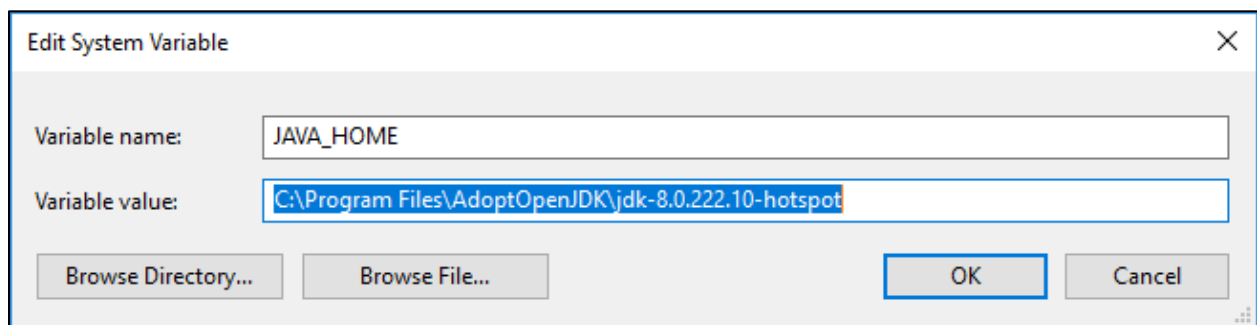 Edit System Variable
Variable name:
JAVA_HOME
Variable value:
C:\Program Files\AdoptOpenJDK\jdk-8.0.222.10-hotspot
Browse Directory...
Browse File...
OK
Cancel